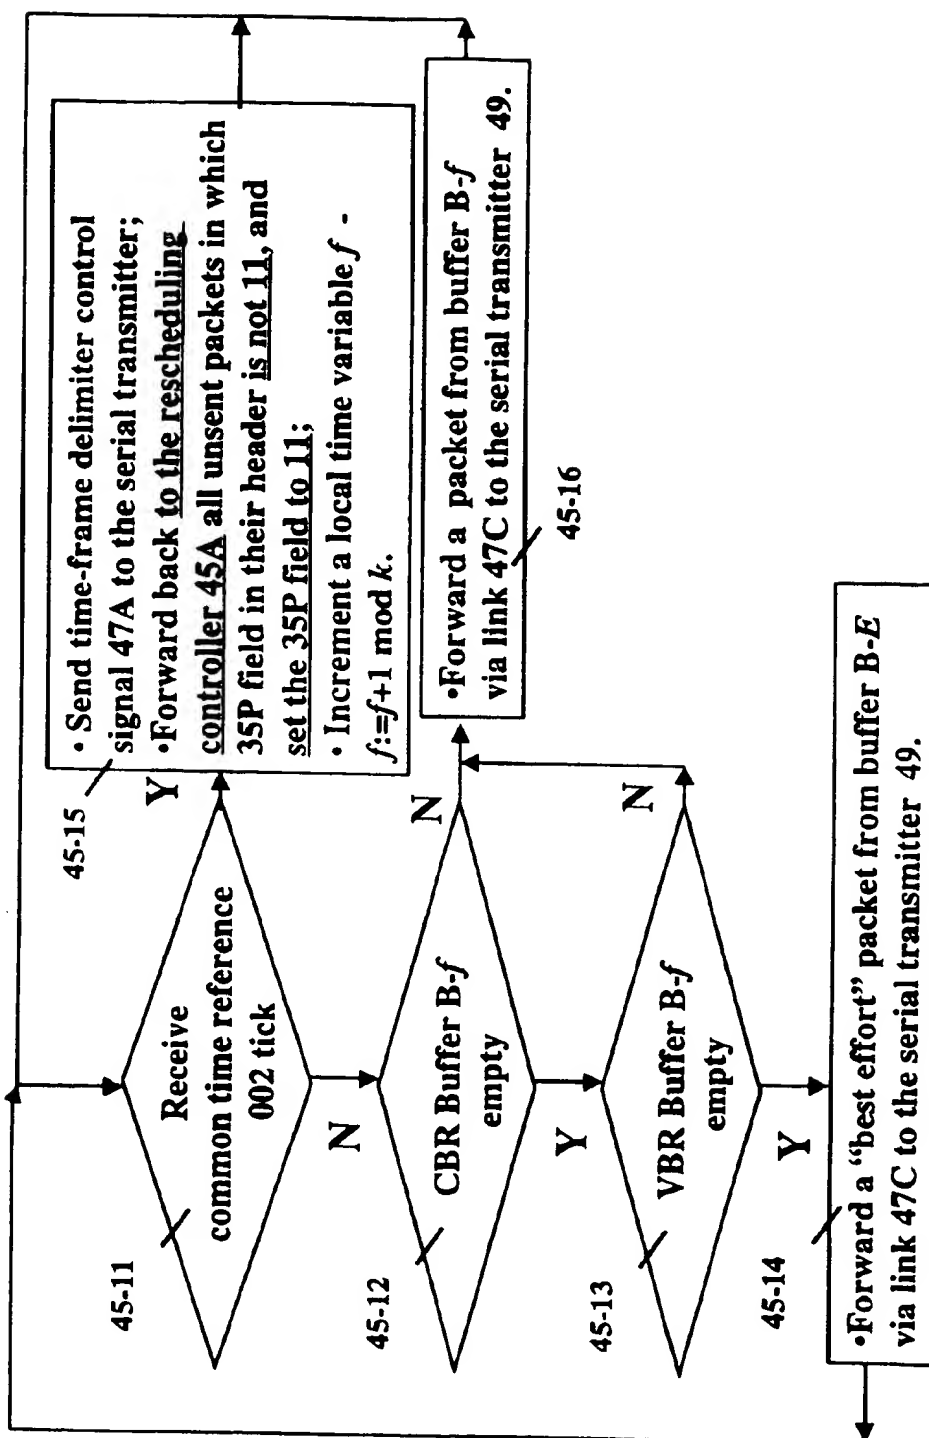 45-11
Receive
common time reference
002 tick
Y
45-15
• Send time-frame delimiter control
signal 47A to the serial transmitter;
•Forward back to the rescheduling
controller 45A all unsent packets in which
35P field in their header is not 11, and
set the 35P field to 11;
• Increment a local time variable f -
f:=f+1 mod k.
N
45-12
CBR Buffer B-f
empty
N
•Forward a packet from buffer B-f
via link 47C to the serial transmitter 49.
45-16
Y
45-13
VBR Buffer B-f
empty
N
Y
45-14
•Forward a “best effort” packet from buffer B-E
via link 47C to the serial transmitter 49.